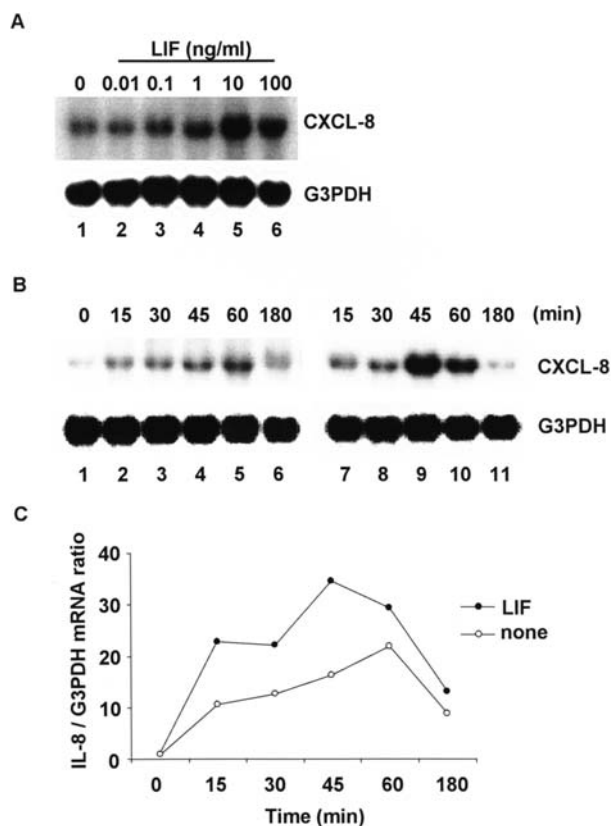 A
LIF (ng/ml)
0 0.01 0.1 1 10 100
CXCL-8
G3PDH
1 2 3 4 5 6
B
0 15 30 45 60 180 15 30 45 60 180 (min)
CXCL-8
G3PDH
1 2 3 4 5 6 7 8 9 10 11
C
IL-8 / G3PDH mRNA ratio
40
30
20
10
0
LIF
none
0 15 30 45 60 180
Time (min)